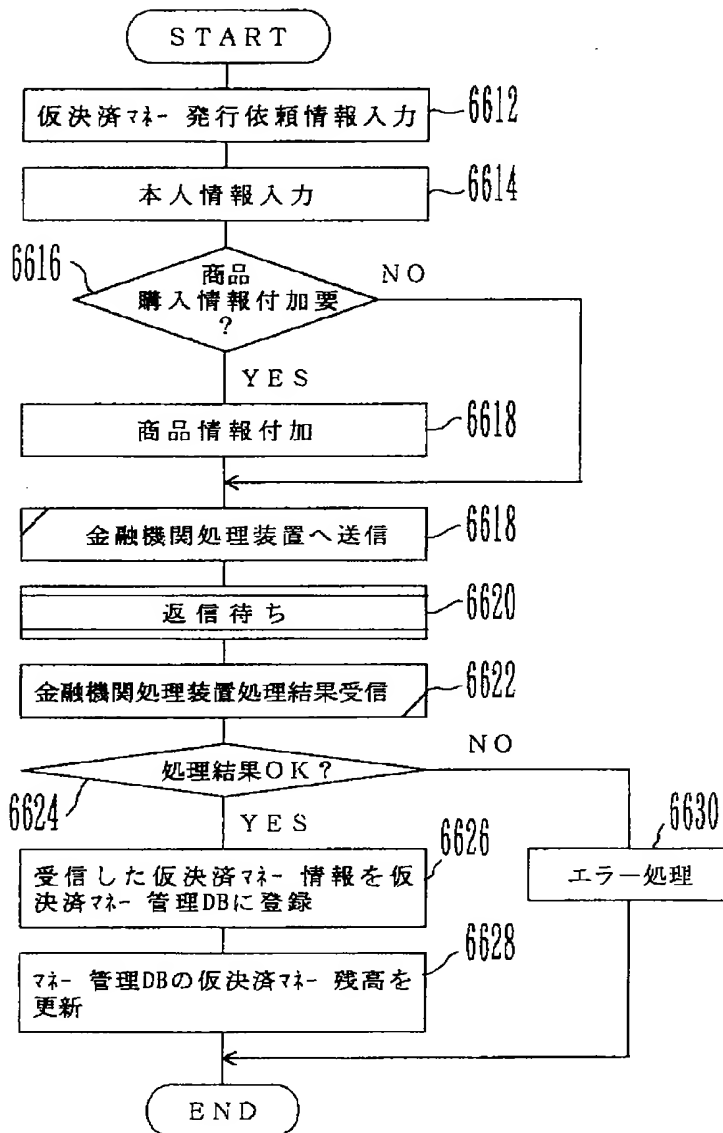 START
仮決済ﾏﾈｰ 発行依頼情報入力
6612
本人情報入力
6614
6616
商品
購入情報付加要
?
NO
YES
商品情報付加
6618
金融機関処理装置へ送信
6618
返信待ち
6620
金融機関処理装置処理結果受信
6622
処理結果OK?
NO
6624
YES
6626
受信した仮決済ﾏﾈｰ 情報を仮
決済ﾏﾈｰ 管理DBに登録
6630
エラー処理
6628
ﾏﾈｰ 管理DBの仮決済ﾏﾈｰ 残高を
更新
END